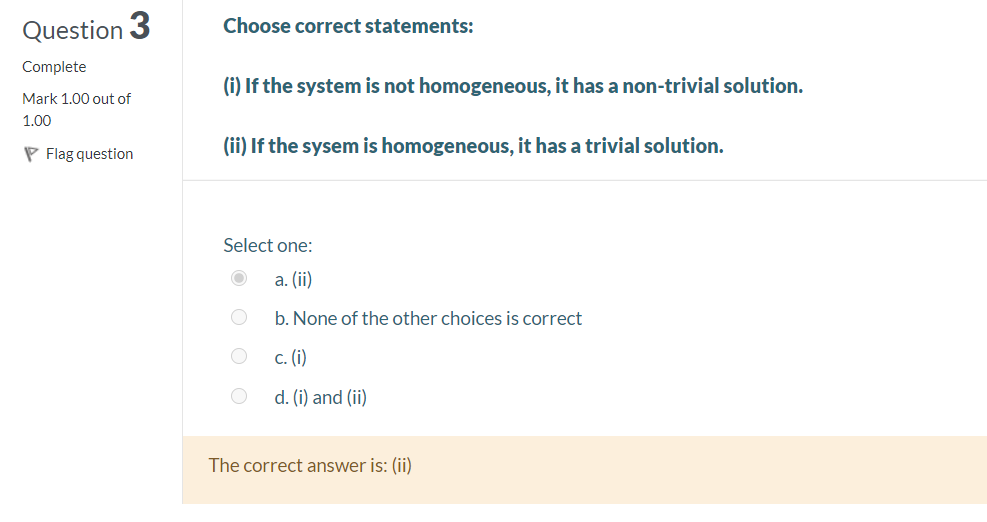 Question 3
Complete
Mark 1.00 out of
1.00
Flag question
Choose correct statements:
(i) If the system is not homogeneous, it has a non-trivial solution.
(ii) If the sysem is homogeneous, it has a trivial solution.
Select one:
a. (ii)
b. None of the other choices is correct
c. (i)
d. (i) and (ii)
The correct answer is: (ii)